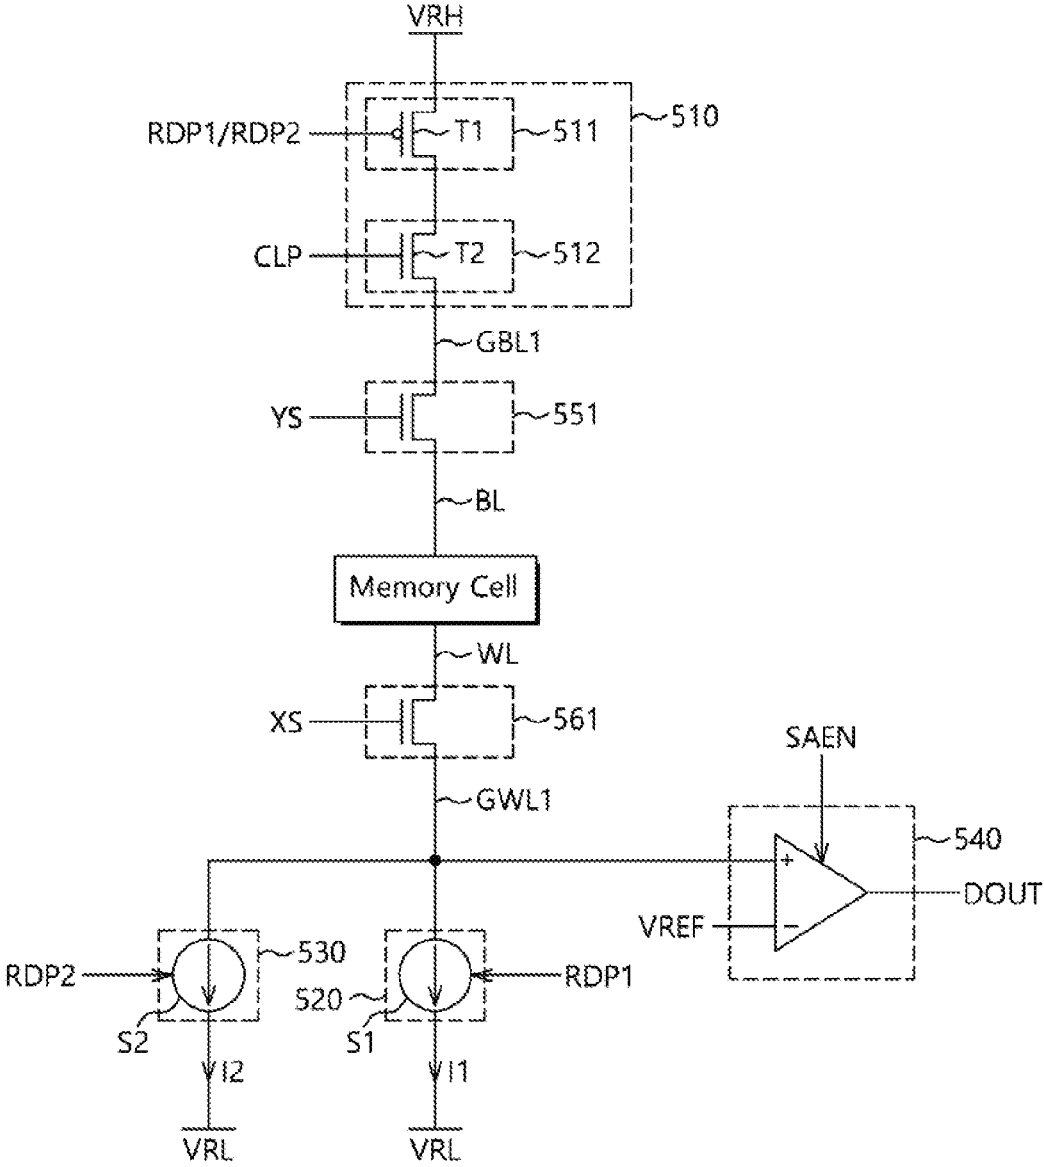 VRH
510
RDP1/RDP2
T1
511
CLP
T2
512
GBL1
YS
551
BL
Memory Cell
WL
XS
561
SAEN
GWL1
540
DOUT
VREF
530
RDP2
520
RDP1
S2
S1
I2
I1
VRL
VRL